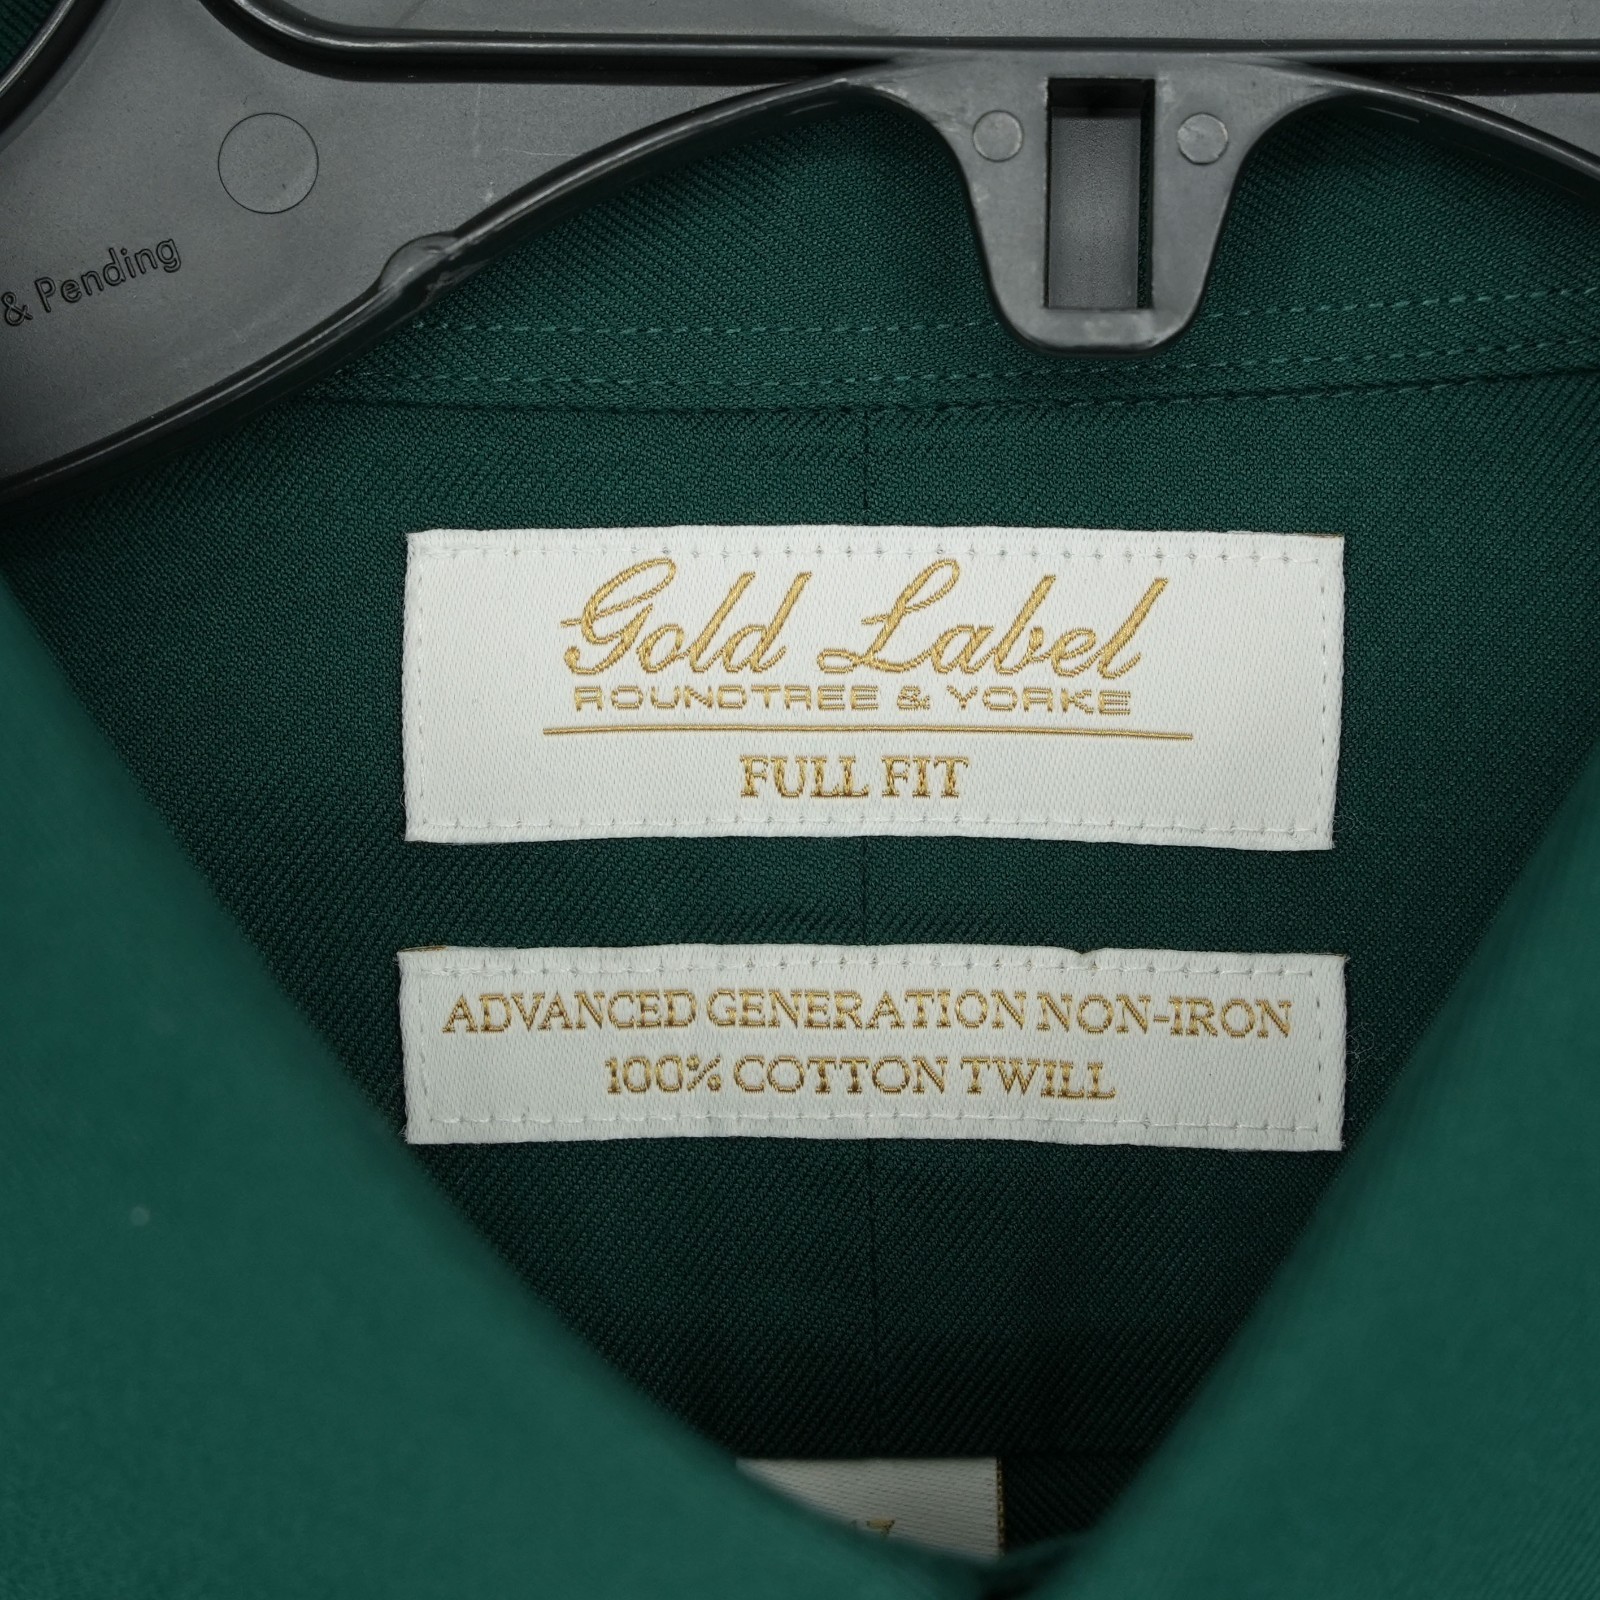 & Pending
Gold Label
ROUNDTREE & YORKE
FULL FIT
ADVANCED GENERATION NON-IRON
100% COTTON TWILL